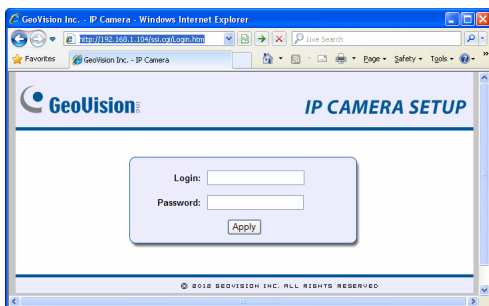 GeoVision Inc. - IP Camera - Windows Internet Explorer
http://192.168.1.104/ssi.cgi/Login.htm
Live Search
Favorites
GeoVision Inc. - IP Camera
Page
Safety
Tools
GeoVision Inc
IP CAMERA SETUP
Login:
Password:
Apply
© 2012 GEOVISION INC. ALL RIGHTS RESERVED